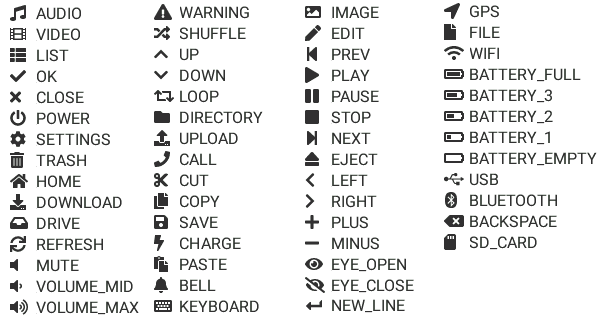 AUDIO
VIDEO
LIST
OK
CLOSE
POWER
SETTINGS
TRASH
HOME
DOWNLOAD
DRIVE
REFRESH
MUTE
VOLUME_MID
VOLUME_MAX
WARNING
SHUFFLE
UP
DOWN
LOOP
DIRECTORY
UPLOAD
CALL
CUT
COPY
SAVE
CHARGE
PASTE
BELL
KEYBOARD
IMAGE
EDIT
PREV
PLAY
PAUSE
STOP
NEXT
EJECT
LEFT
RIGHT
PLUS
MINUS
EYE_OPEN
EYE_CLOSE
NEW_LINE
GPS
FILE
WIFI
BATTERY_FULL
BATTERY_3
BATTERY_2
BATTERY_1
BATTERY_EMPTY
USB
BLUETOOTH
BACKSPACE
SD_CARD